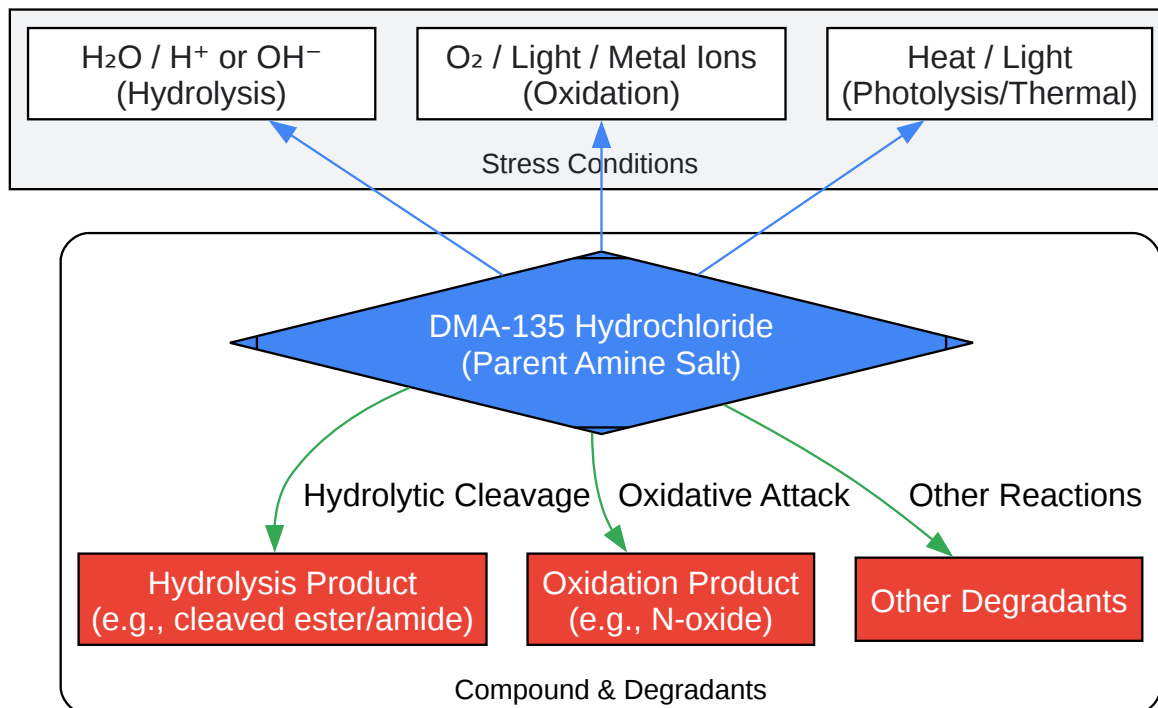 H₂O / H⁺ or OH⁻
(Hydrolysis)
O₂ / Light / Metal Ions
(Oxidation)
Heat / Light
(Photolysis/Thermal)
Stress Conditions
DMA-135 Hydrochloride
(Parent Amine Salt)
Hydrolytic Cleavage
Oxidative Attack
Other Reactions
Hydrolysis Product
(e.g., cleaved ester/amide)
Oxidation Product
(e.g., N-oxide)
Other Degradants
Compound & Degradants